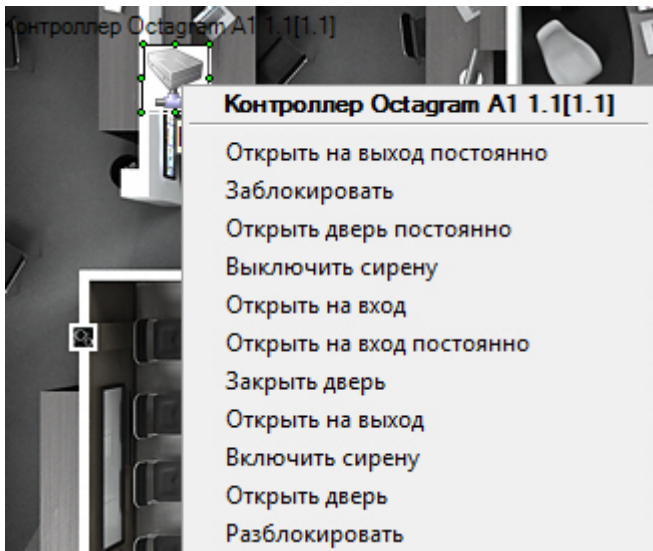 Контроллер Octagram A1 1.1[1.1]
Контроллер Octagram A1 1.1[1.1]
Открыть на выход постоянно
Заблокировать
Открыть дверь постоянно
Выключить сирену
Открыть на вход
Открыть на вход постоянно
Закрыть дверь
Открыть на выход
Включить сирену
Открыть дверь
Разблокировать